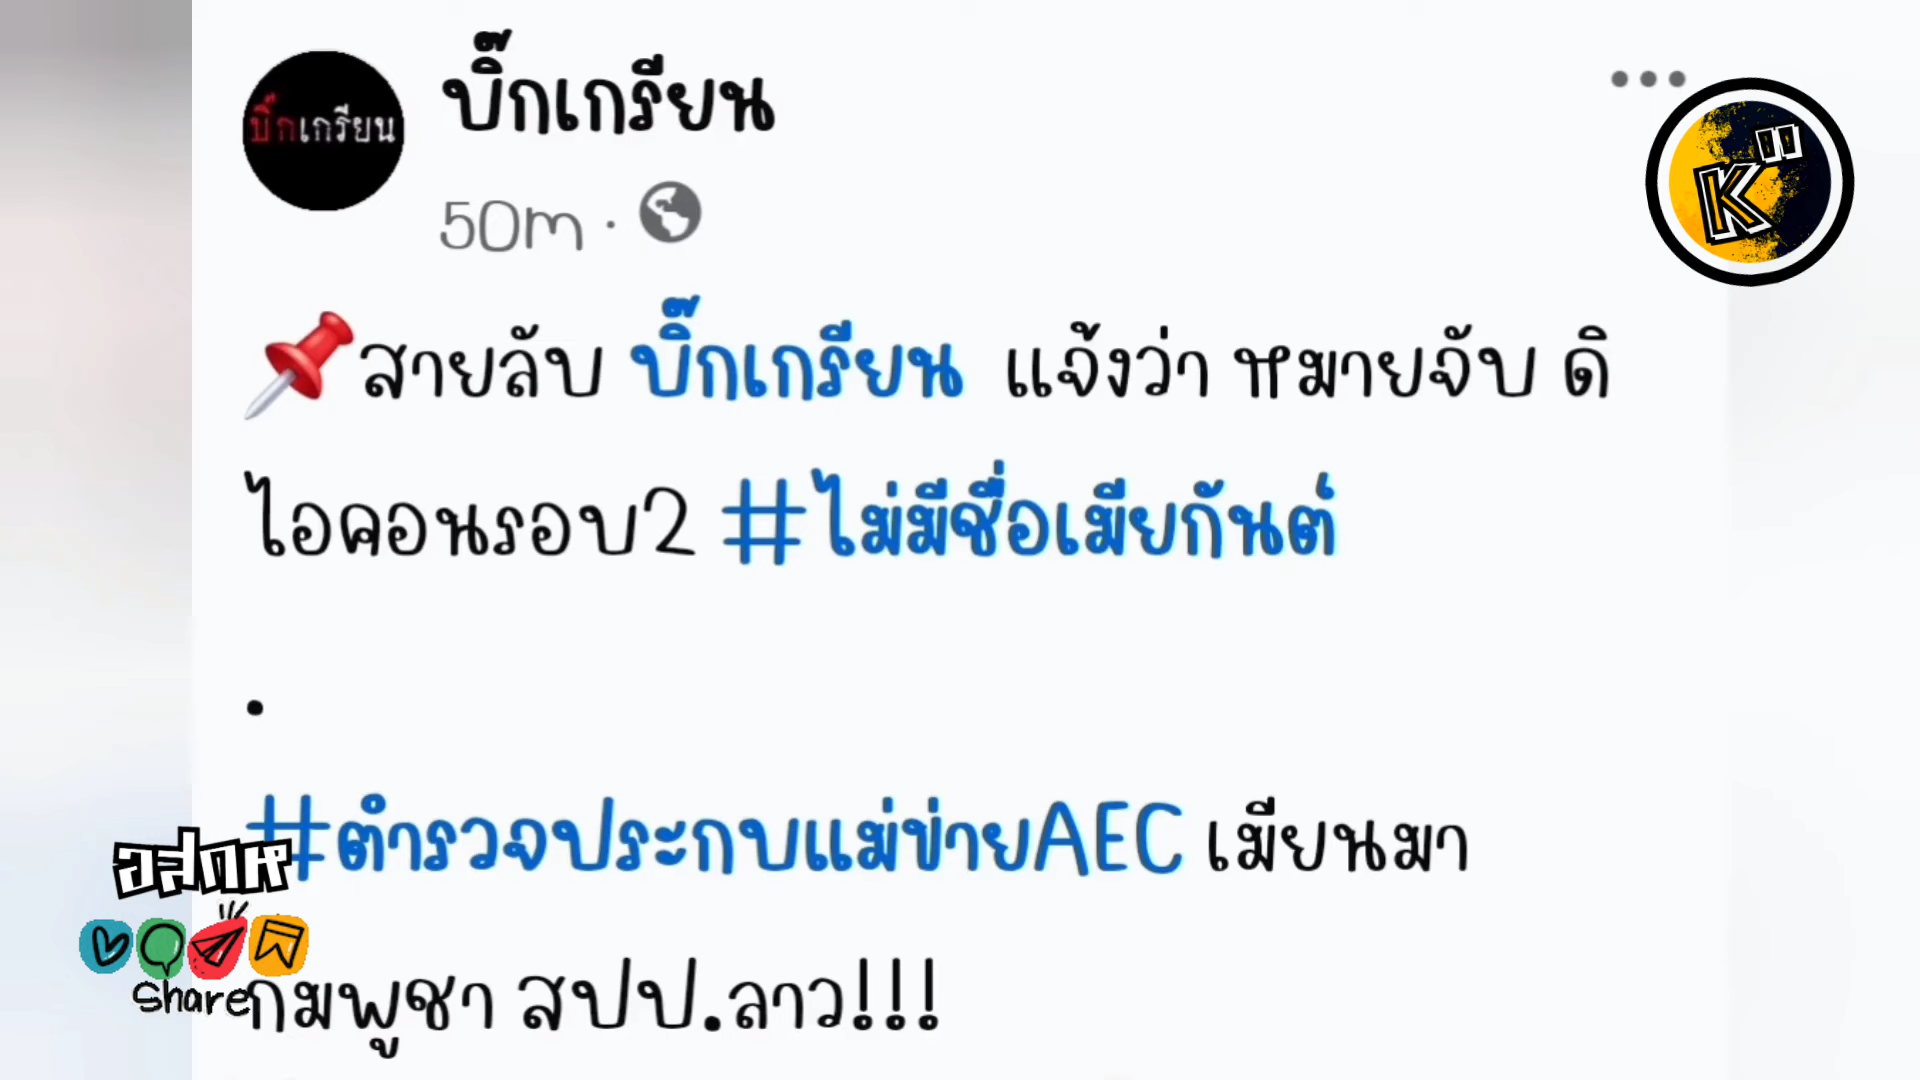 บิ๊กเกรียน
บิ๊กเกรียน
50m ·
K"
📌สายลับ บิ๊กเกรียน แจ้งว่า หมายจับ ดิ
ไอคอนรอบ2 #ไม่มีชื่อเมียกันต์
.
#ตำรวจประกบแม่ข่ายAEC เมียนมา
อสกห
กมพูชา สปป.ลาว!!!
Share